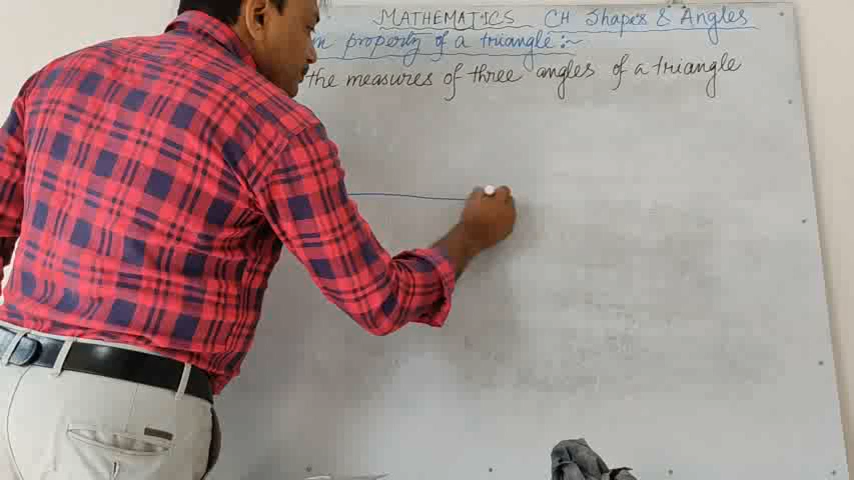 MATHEMATICS CH Shapes & Angles
property of a triangle:~
the measures of three angles of a triangle